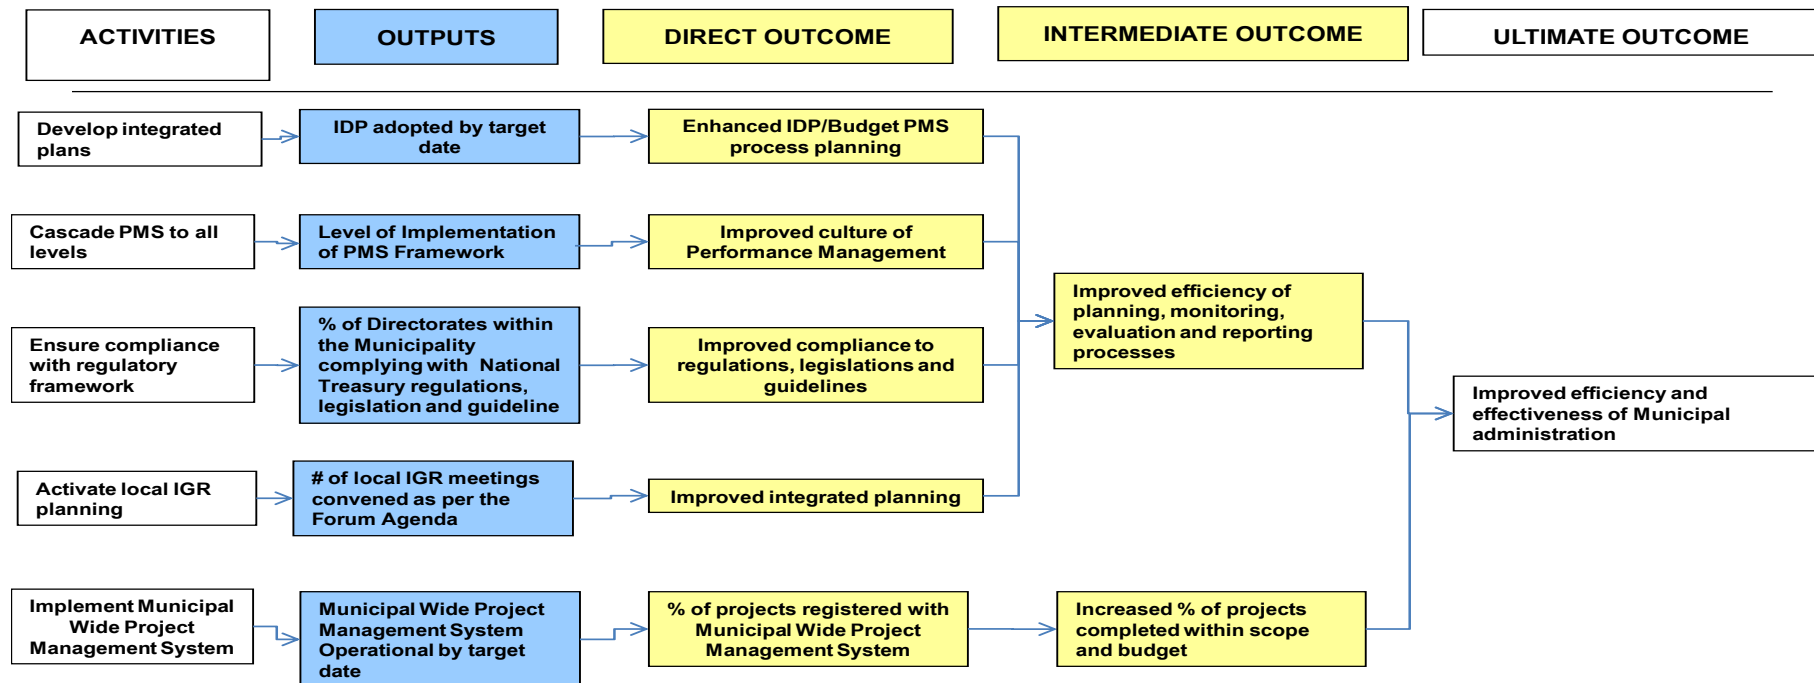 ACTIVITIES
OUTPUTS
DIRECT OUTCOME
INTERMEDIATE OUTCOME
ULTIMATE OUTCOME
Develop integrated
plans
IDP adopted by target
date
Enhanced IDP/Budget PMS
process planning
Cascade PMS to all
levels
Level of Implementation
of PMS Framework
Improved culture of
Performance Management
Improved efficiency of
planning, monitoring,
evaluation and reporting
processes
Ensure compliance
with regulatory
framework
% of Directorates within
the Municipality
complying with National
Treasury regulations,
legislation and guideline
Improved compliance to
regulations, legislations and
guidelines
Improved efficiency and
effectiveness of Municipal
administration
Activate local IGR
planning
# of local IGR meetings
convened as per the
Forum Agenda
Improved integrated planning
Implement Municipal
Wide Project
Management System
Municipal Wide Project
Management System
Operational by target
date
% of projects registered with
Municipal Wide Project
Management System
Increased % of projects
completed within scope
and budget